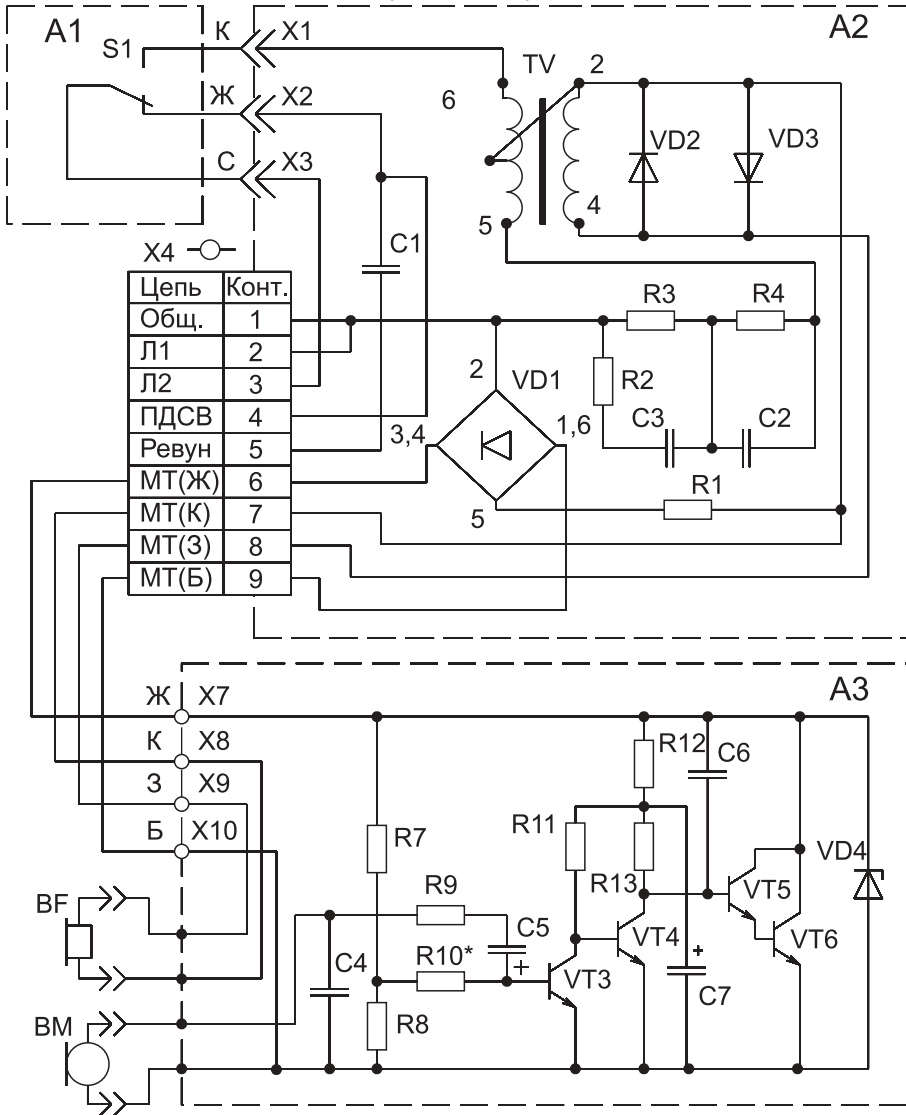 A1
A2
S1
К
X1
Ж
X2
С
X3
TV
2
6
VD2
VD3
5
4
C1
X4
Цепь Конт.
Общ. 1
Л1 2
Л2 3
ПДСВ 4
Ревун 5
МТ(Ж) 6
МТ(К) 7
МТ(З) 8
МТ(Б) 9
R3
R4
2
VD1
R2
C3
C2
3,4
1,6
5
R1
A3
Ж X7
К X8
З X9
Б X10
BF
BM
R7
R9
R10*
C5
+
C4
R8
R11
R12
C6
R13
VT3
VT4
VT5
VT6
VD4
+
C7